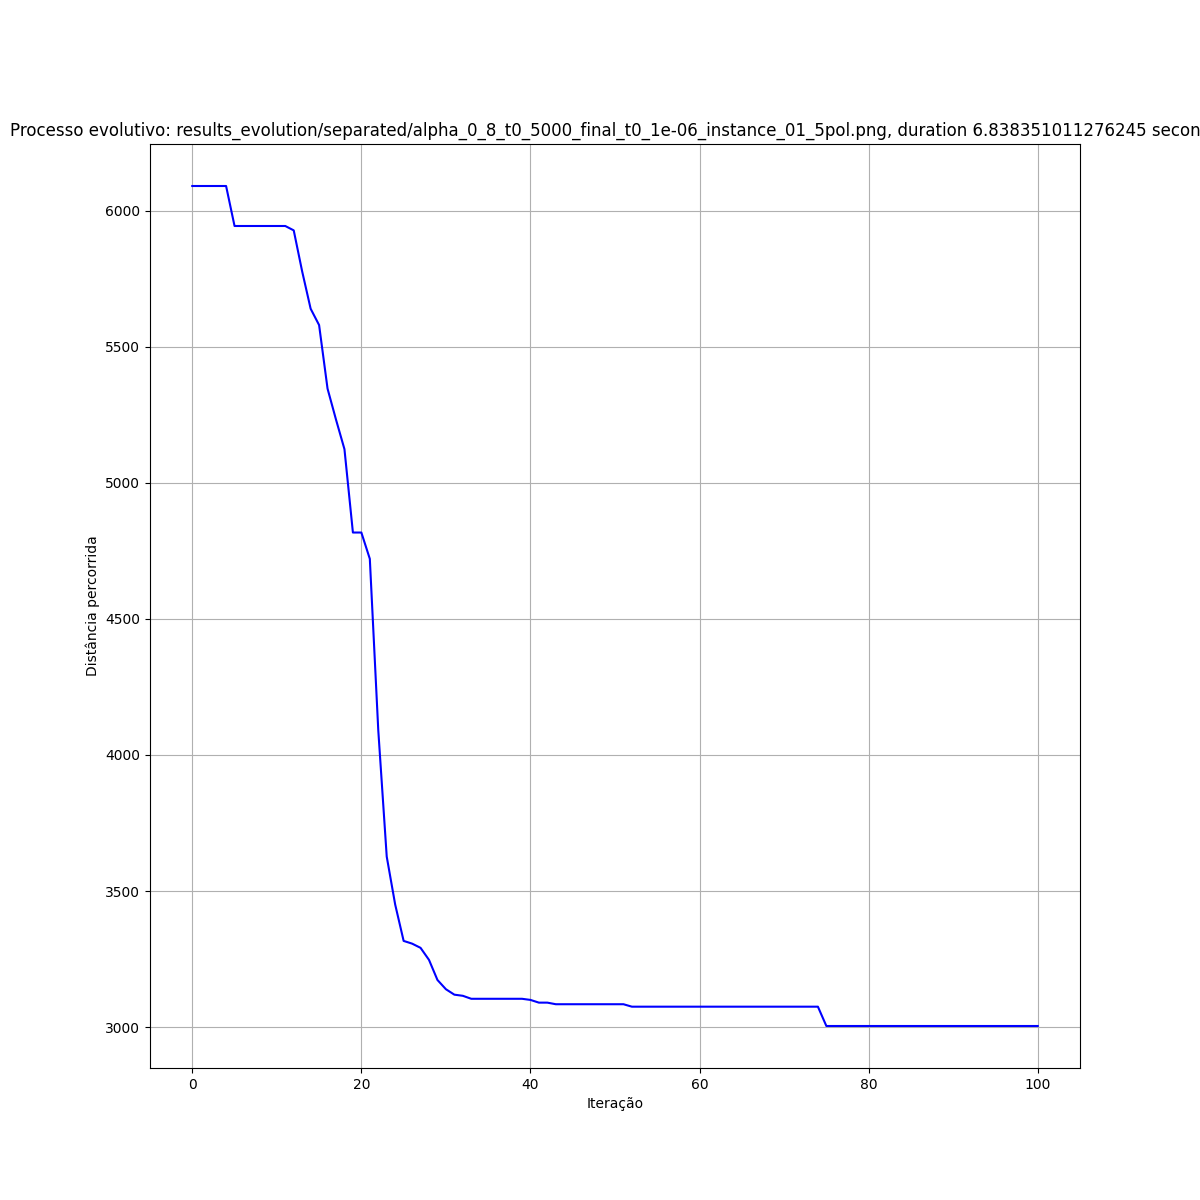 Processo evolutivo: results_evolution/separated/alpha_0_8_t0_5000_final_t0_1e-06_instance_01_5pol.png, duration 6.838351011276245 secon
6000
5500
5000
4500
4000
3500
3000
Distância percorrida
0 20 40 60 80 100
Iteração